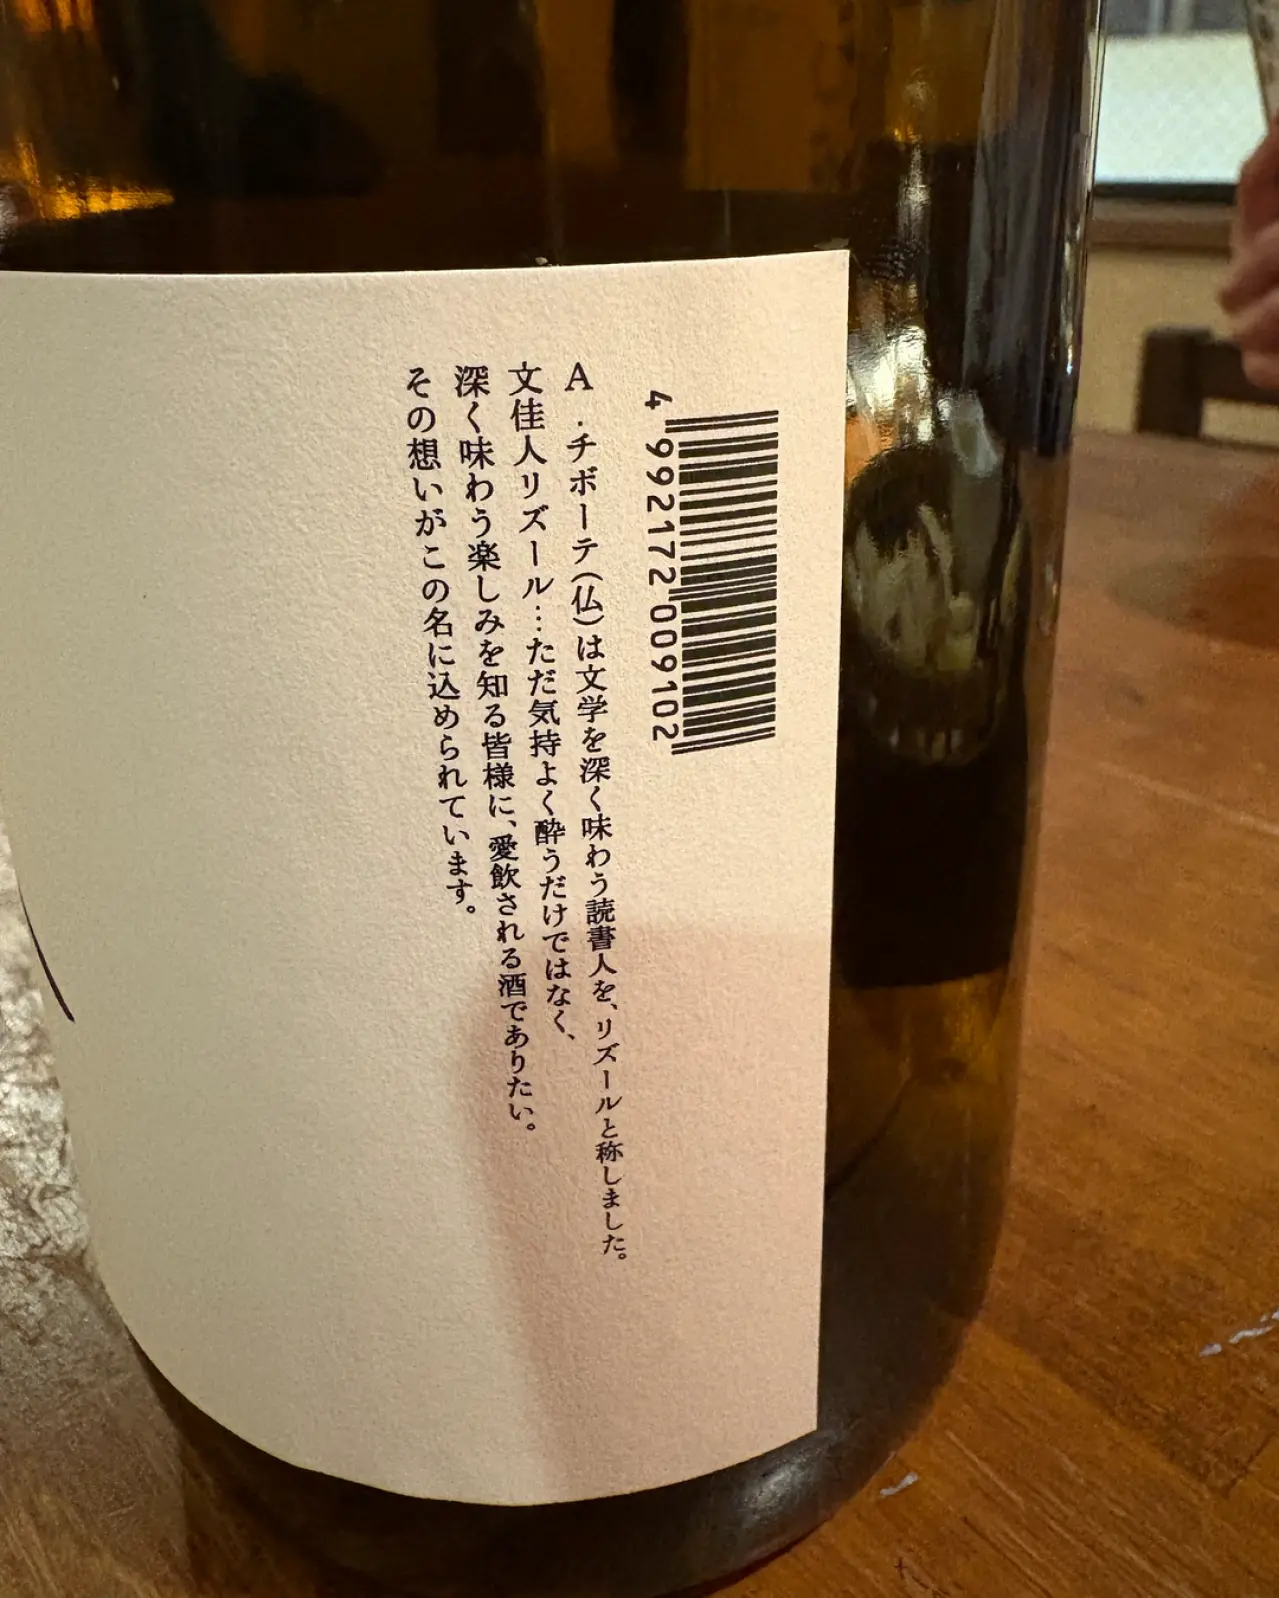 4 992172 009102
A．チボーテ(仏)は文学を深く味わう読書人を、リズールと称しました。
文佳人リズール…ただ気持よく酔うだけではなく、
深く味わう楽しみを知る皆様に、愛飲される酒でありたい。
その想いがこの名に込められています。